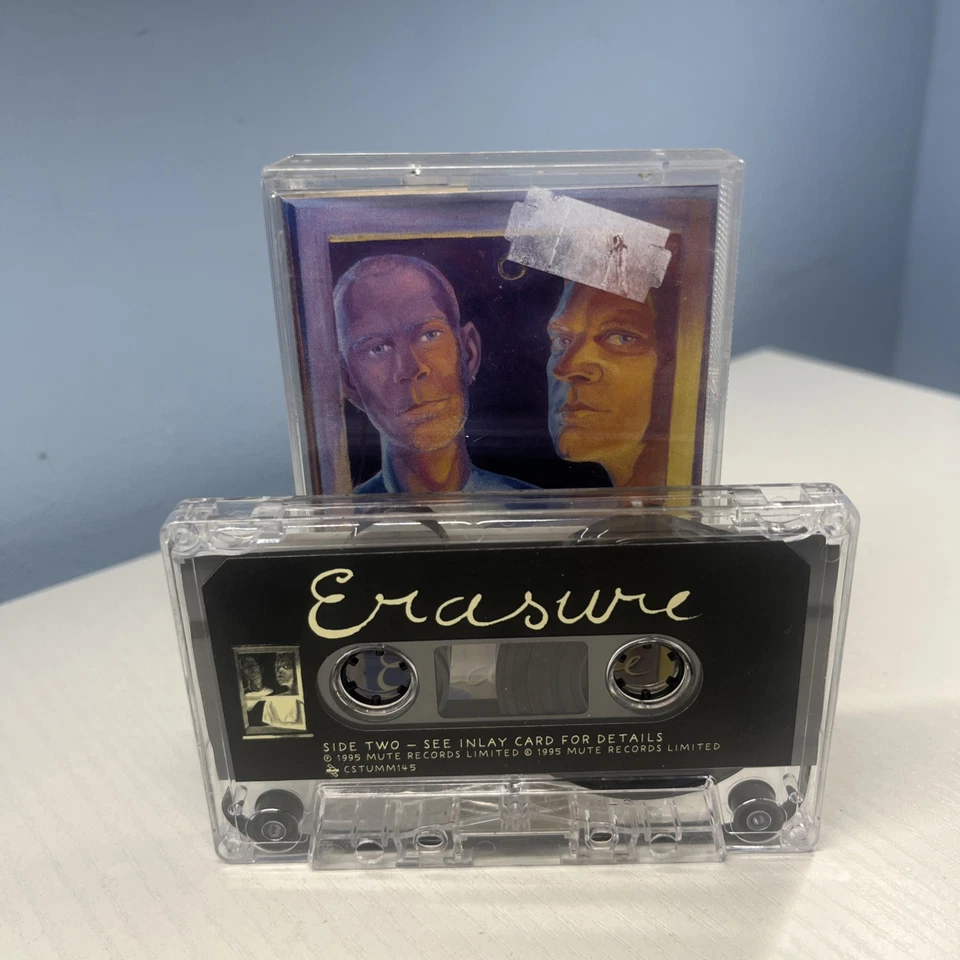 Erasure
SIDE TWO – SEE INLAY CARD FOR DETAILS
℗ 1995 MUTE RECORDS LIMITED © 1995 MUTE RECORDS LIMITED
CSTUMM145